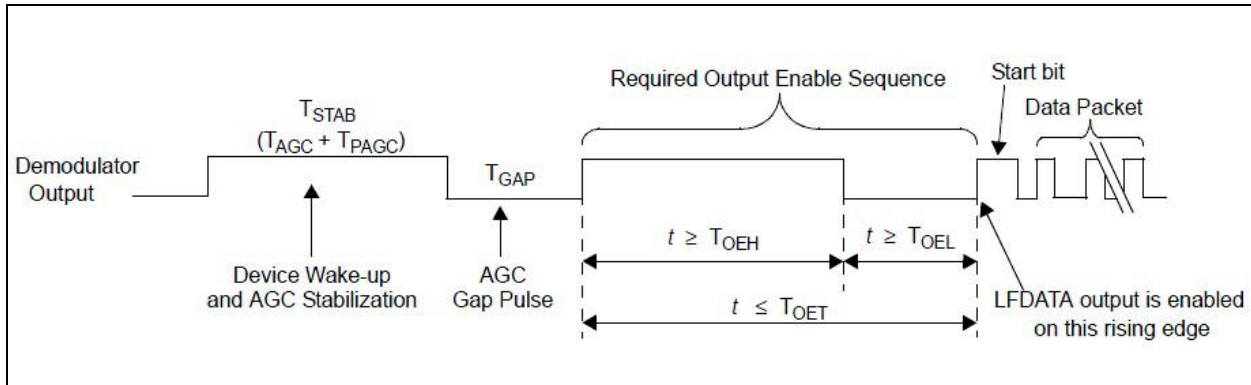 Required Output Enable Sequence
Start bit
Data Packet
TSTAB
(TAGC + TPAGC)
Demodulator
Output
TGAP
t ≥ TOEH
t ≥ TOEL
Device Wake-up
and AGC Stabilization
AGC
Gap Pulse
t ≤ TOET
LFDATA output is enabled
on this rising edge